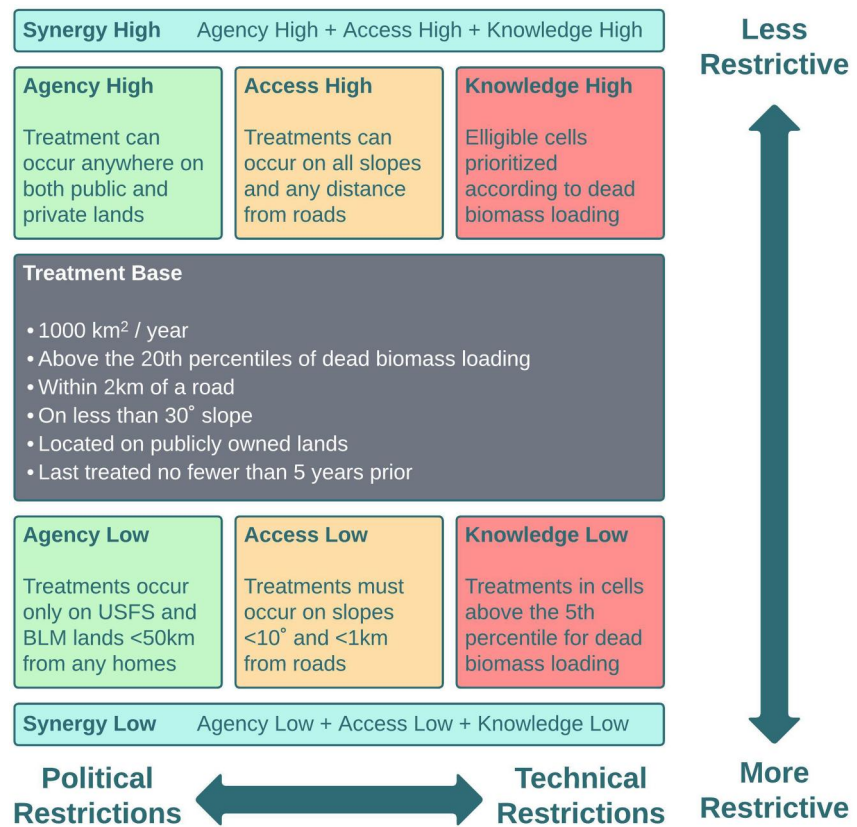 Synergy High Agency High + Access High + Knowledge High
Less
Restrictive
Agency High
Treatment can
occur anywhere on
both public and
private lands
Access High
Treatments can
occur on all slopes
and any distance
from roads
Knowledge High
Elligible cells
prioritized
according to dead
biomass loading
Treatment Base
• 1000 km² / year
• Above the 20th percentiles of dead biomass loading
• Within 2km of a road
• On less than 30˚ slope
• Located on publicly owned lands
• Last treated no fewer than 5 years prior
Agency Low
Treatments occur
only on USFS and
BLM lands <50km
from any homes
Access Low
Treatments must
occur on slopes
<10˚ and <1km
from roads
Knowledge Low
Treatments in cells
above the 5th
percentile for dead
biomass loading
Synergy Low Agency Low + Access Low + Knowledge Low
Political
Restrictions
Technical
Restrictions
More
Restrictive